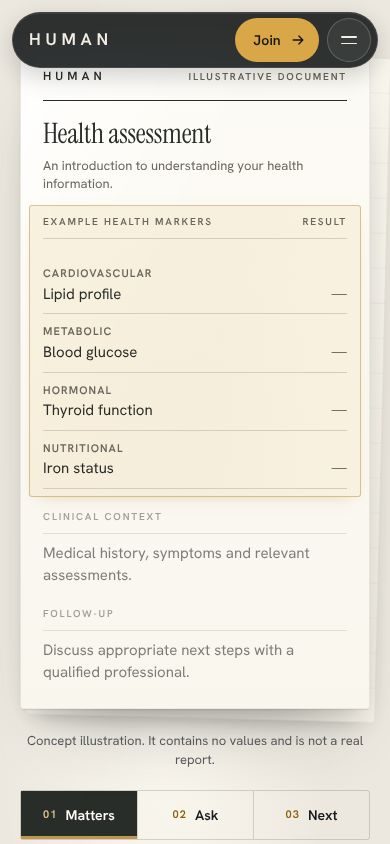 HUMAN
Join →
HUMAN ILLUSTRATIVE DOCUMENT
Health assessment
An introduction to understanding your health
information.
EXAMPLE HEALTH MARKERS RESULT
CARDIOVASCULAR
Lipid profile —
METABOLIC
Blood glucose —
HORMONAL
Thyroid function —
NUTRITIONAL
Iron status —
CLINICAL CONTEXT
Medical history, symptoms and relevant
assessments.
FOLLOW-UP
Discuss appropriate next steps with a
qualified professional.
Concept illustration. It contains no values and is not a real
report.
01 Matters
02 Ask
03 Next